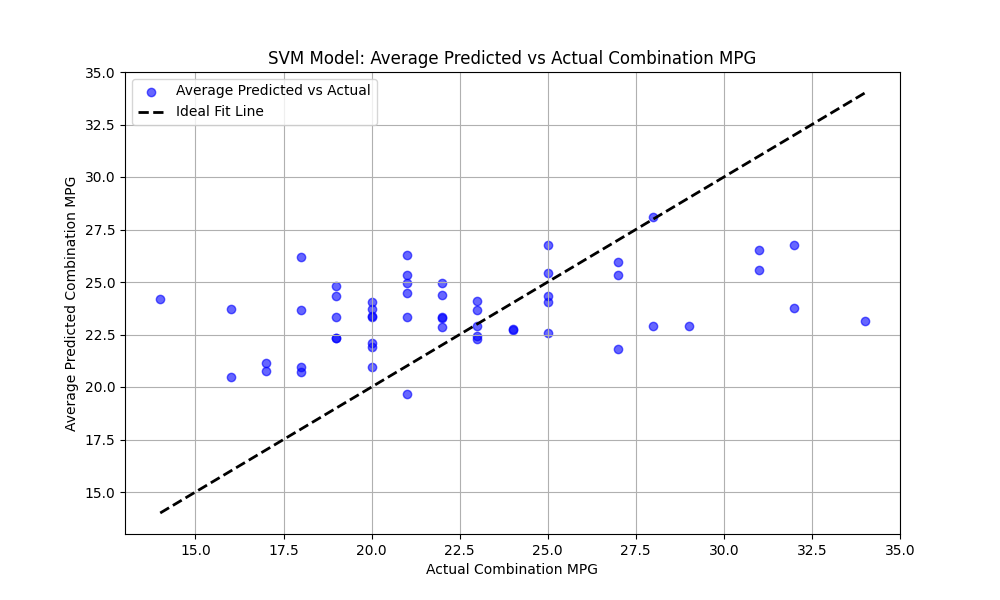 SVM Model: Average Predicted vs Actual Combination MPG
35.0
Average Predicted vs Actual
Ideal Fit Line
32.5
30.0
27.5
25.0
22.5
20.0
17.5
15.0
Average Predicted Combination MPG
15.0 17.5 20.0 22.5 25.0 27.5 30.0 32.5 35.0
Actual Combination MPG